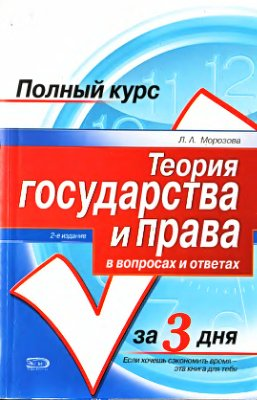 Полный курс
Л. А. Морозова
Теория
государства
2-е издание
и права
в вопросах и ответах
за 3 дня
Если хочешь сэкономить время –
эта книга для тебя